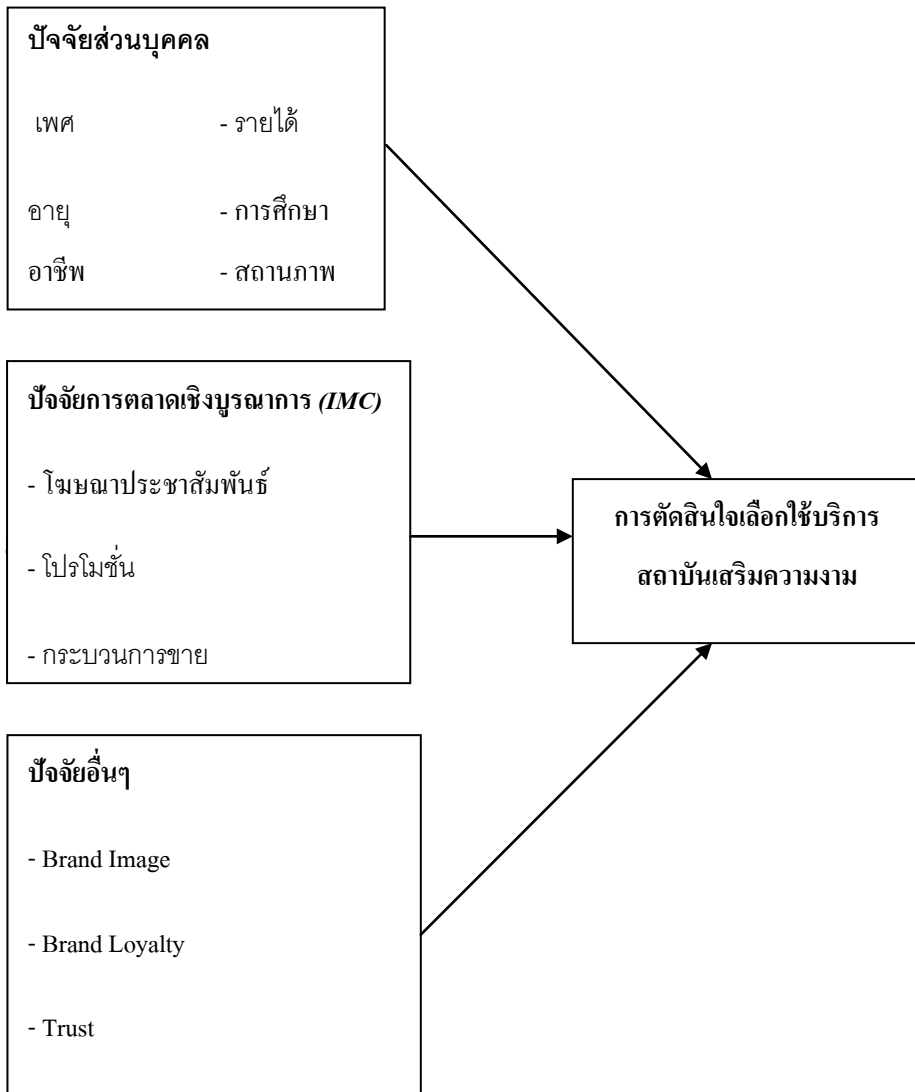 ปัจจัยส่วนบุคคล
เพศ - รายได้
อายุ - การศึกษา
อาชีพ - สถานภาพ
ปัจจัยการตลาดเชิงบูรณาการ (IMC)
- โฆษณาประชาสัมพันธ์
- โปรโมชั่น
- กระบวนการขาย
การตัดสินใจเลือกใช้บริการ
สถาบันเสริมความงาม
ปัจจัยอื่นๆ
- Brand Image
- Brand Loyalty
- Trust